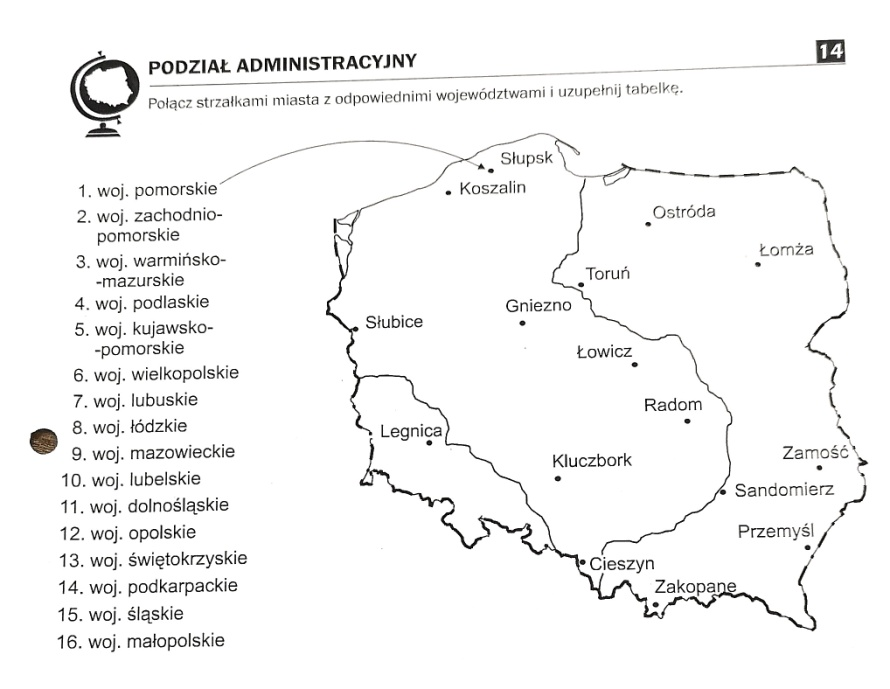 PODZIAŁ ADMINISTRACYJNY
14
Połącz strzałkami miasta z odpowiednimi województwami i uzupełnij tabelkę.
1. woj. pomorskie
2. woj. zachodnio-
pomorskie
3. woj. warmińsko-
-mazurskie
4. woj. podlaskie
5. woj. kujawsko-
-pomorskie
6. woj. wielkopolskie
7. woj. lubuskie
8. woj. łódzkie
9. woj. mazowieckie
10. woj. lubelskie
11. woj. dolnośląskie
12. woj. opolskie
13. woj. świętokrzyskie
14. woj. podkarpackie
15. woj. śląskie
16. woj. małopolskie
Słupsk
Koszalin
Ostróda
Łomża
Toruń
Gniezno
Słubice
Łowicz
Radom
Legnica
Kluczbork
Zamość
Sandomierz
Przemyśl
Cieszyn
Zakopane